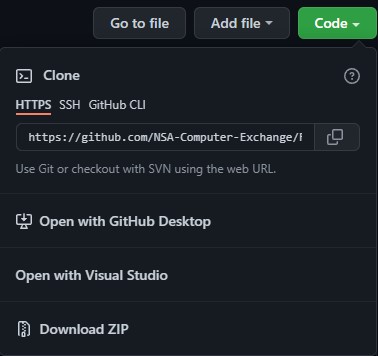 Go to file Add file Code
Clone
HTTPS SSH GitHub CLI
https://github.com/NSA-Computer-Exchange/
Use Git or checkout with SVN using the web URL.
Open with GitHub Desktop
Open with Visual Studio
Download ZIP